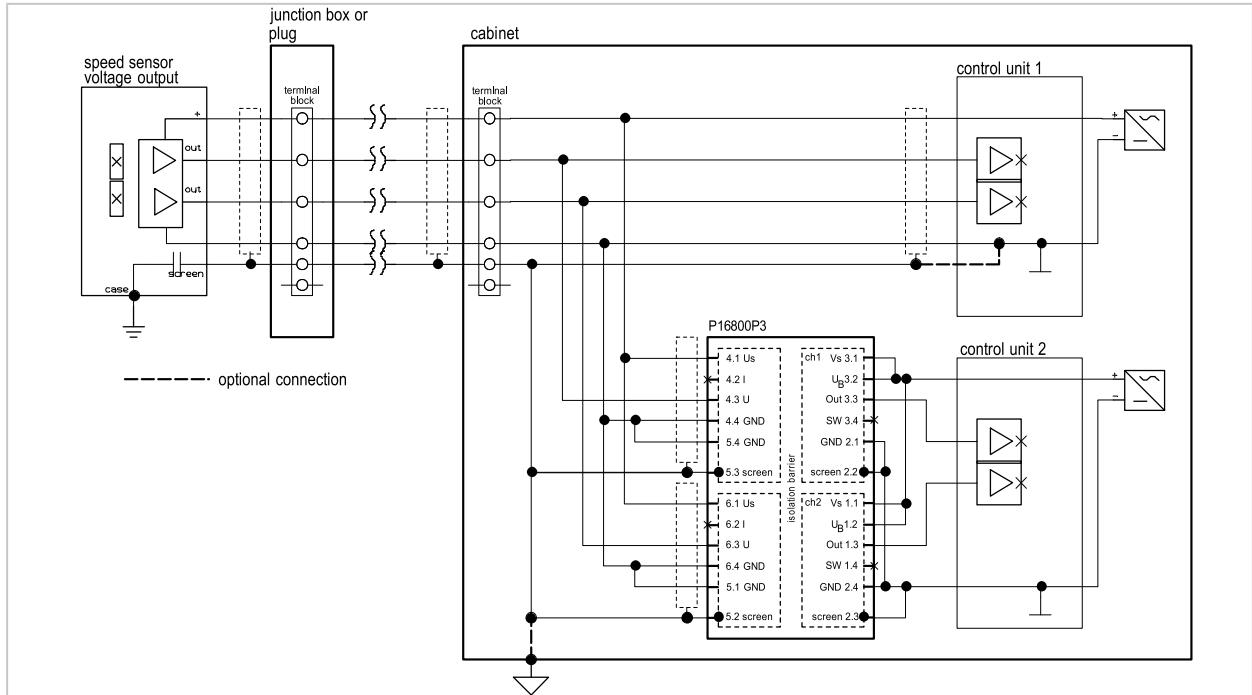 junction box or
plug
cabinet
speed sensor
voltage output
control unit 1
terminal
block
terminal
block
+
+
out
−
out
screen
case
P16800P3
control unit 2
optional connection
4.1 Us
ch1
Vs 3.1
4.2 I
UB3.2
+
4.3 U
Out 3.3
−
4.4 GND
SW 3.4
5.4 GND
GND 2.1
isolation barrier
5.3 screen
screen 2.2
6.1 Us
ch2
Vs 1.1
6.2 I
UB1.2
6.3 U
Out 1.3
6.4 GND
SW 1.4
5.1 GND
GND 2.4
5.2 screen
screen 2.3